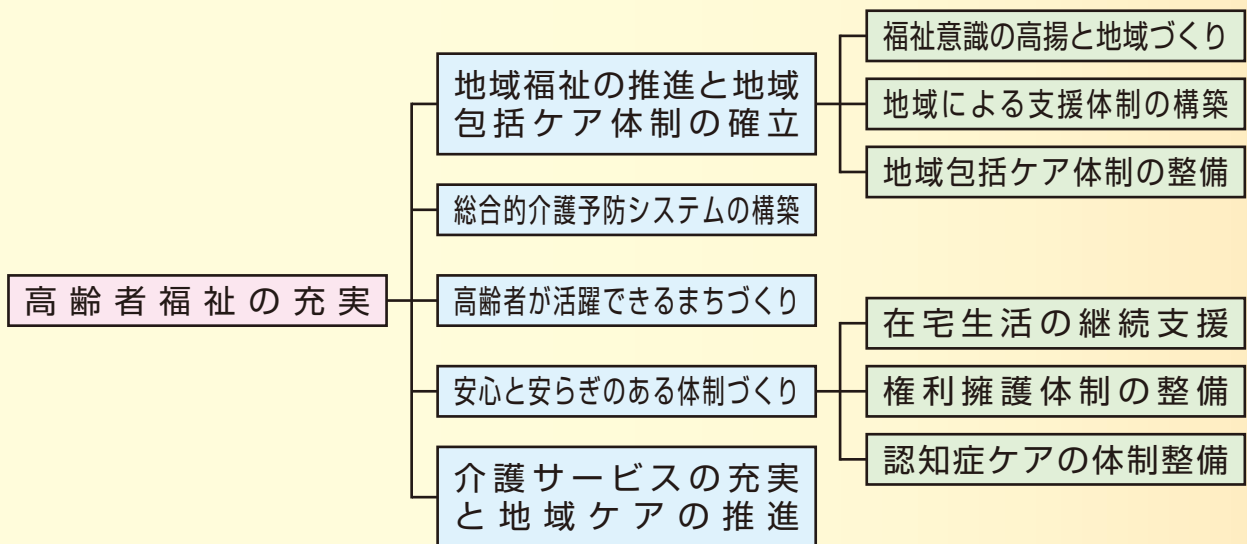 高齢者福祉の充実
地域福祉の推進と地域
包括ケア体制の確立
福祉意識の高揚と地域づくり
地域による支援体制の構築
地域包括ケア体制の整備
総合的介護予防システムの構築
高齢者が活躍できるまちづくり
安心と安らぎのある体制づくり
在宅生活の継続支援
権利擁護体制の整備
認知症ケアの体制整備
介護サービスの充実
と地域ケアの推進